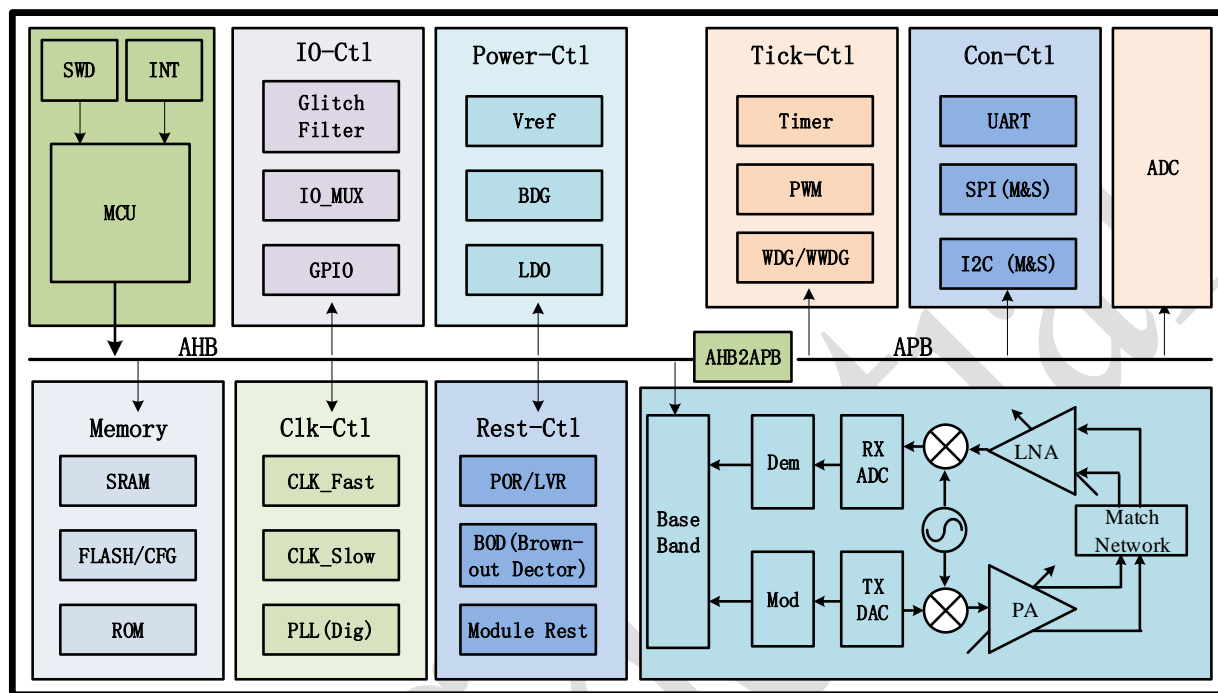 SWD
INT
MCU
IO-Ctl
Glitch
Filter
IO_MUX
GPIO
Power-Ctl
Vref
BDG
LDO
Tick-Ctl
Timer
PWM
WDG/WWDG
Con-Ctl
UART
SPI(M&S)
I2C (M&S)
ADC
AHB
AHB2APB
APB
Memory
SRAM
FLASH/CFG
ROM
Clk-Ctl
CLK_Fast
CLK_Slow
PLL(Dig)
Rest-Ctl
POR/LVR
BOD(Brown-
out Dector)
Module Rest
Base
Band
Dem
RX
ADC
LNA
Match
Network
Mod
TX
DAC
PA